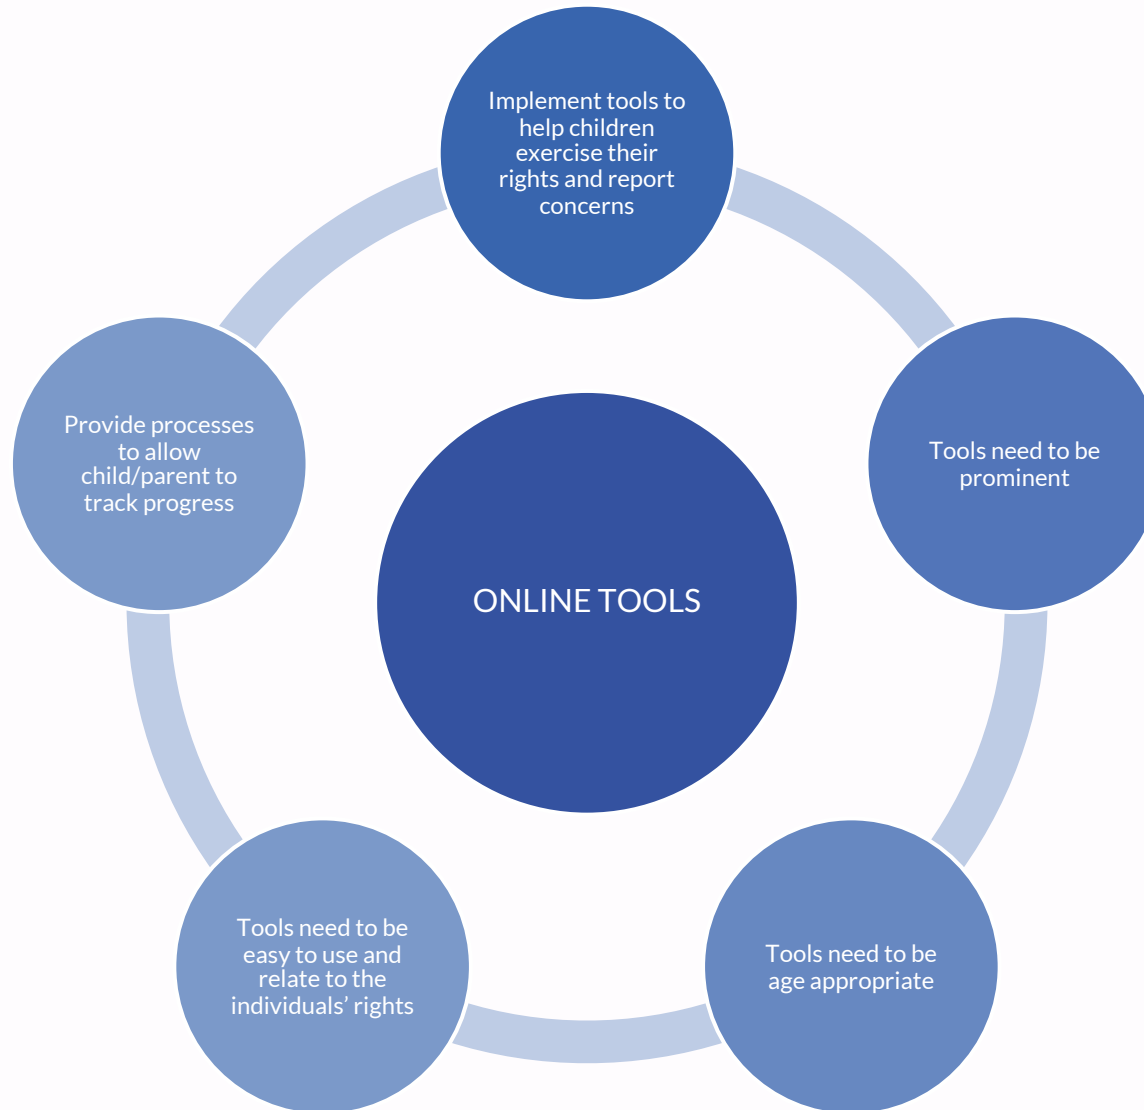 Implement tools to
help children
exercise their
rights and report
concerns
Tools need to be
prominent
Tools need to be
age appropriate
Tools need to be
easy to use and
relate to the
individuals’ rights
Provide processes
to allow
child/parent to
track progress
ONLINE TOOLS